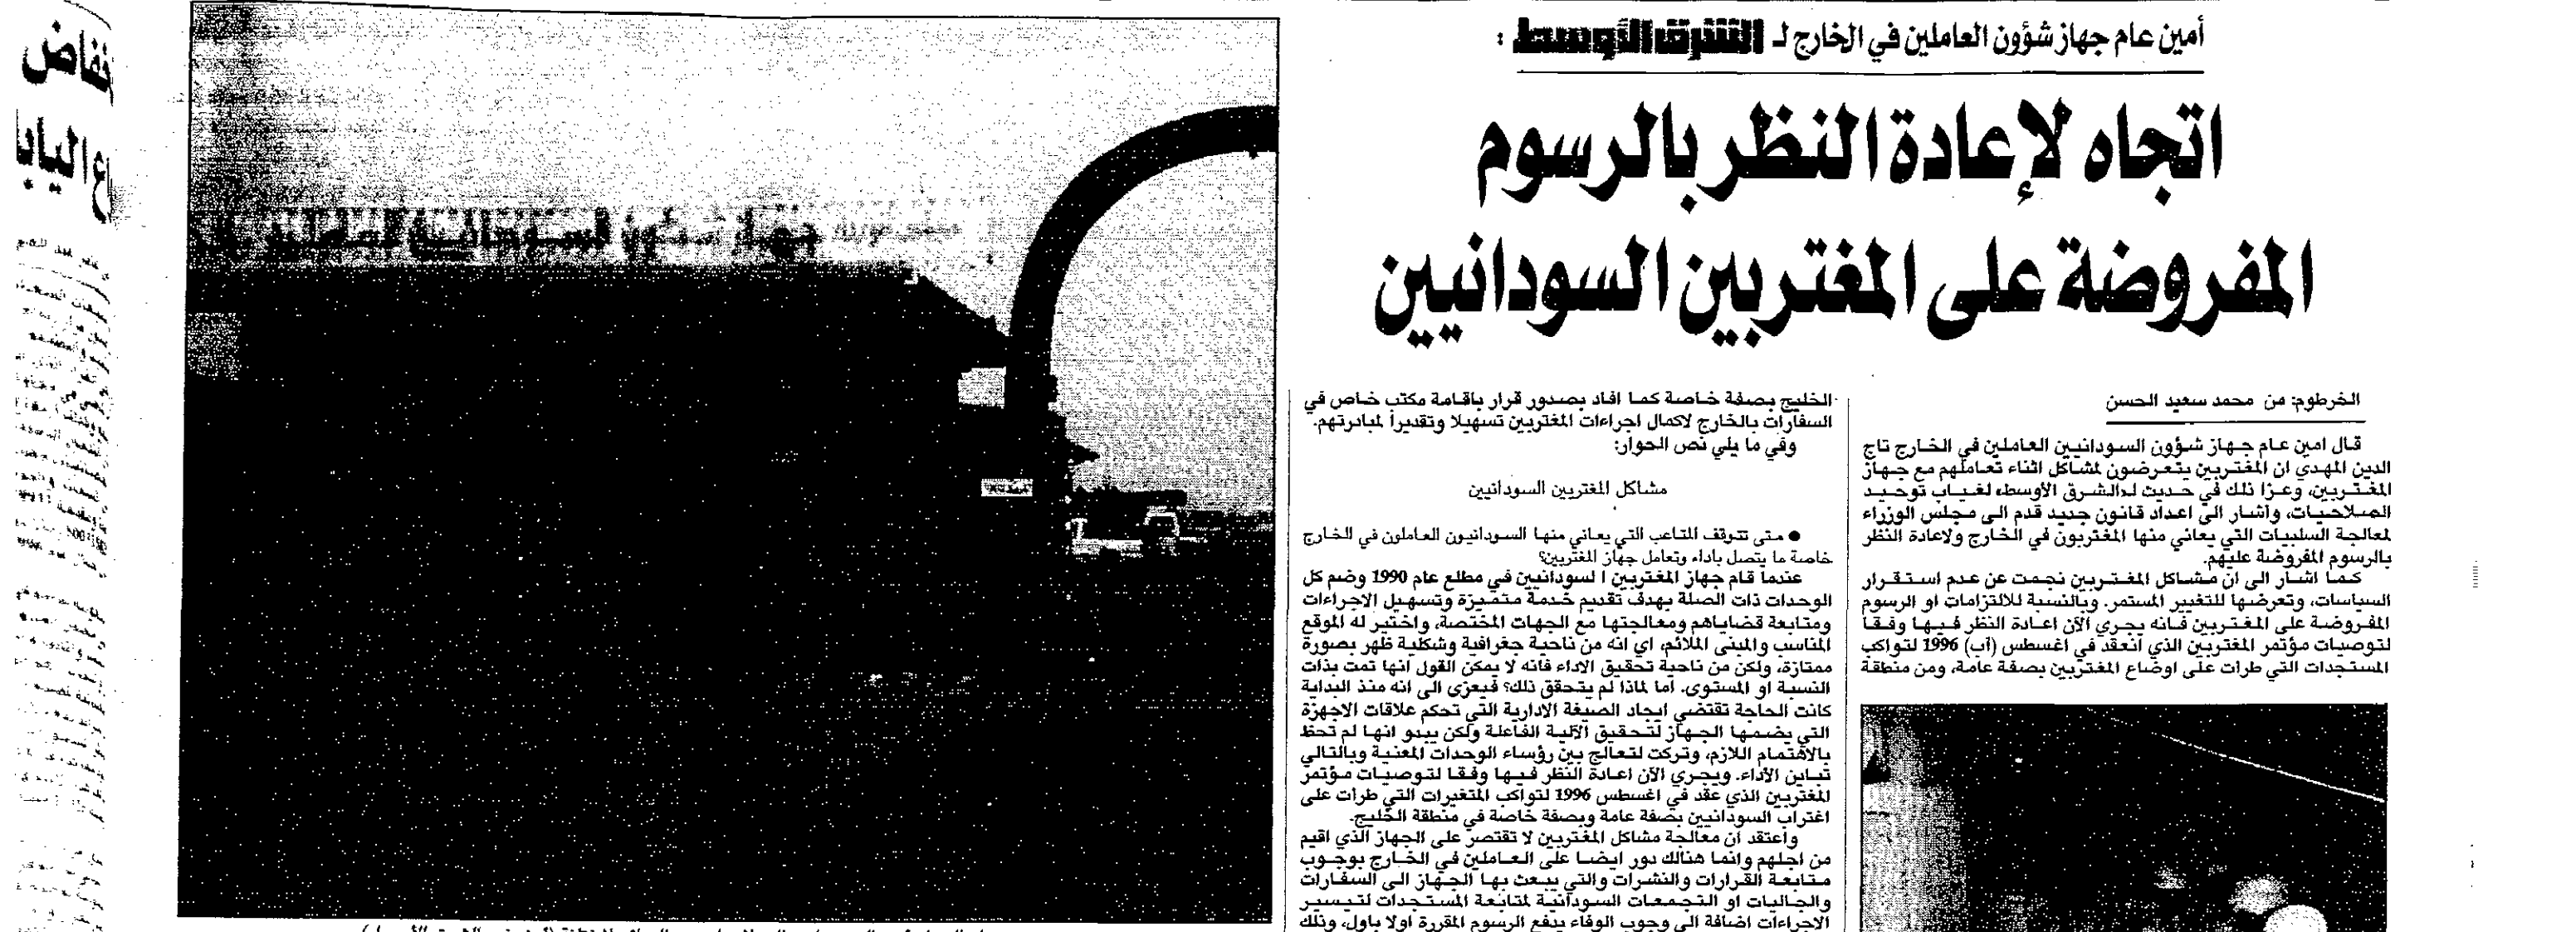 أمين عام جهاز شؤون العاملين في الخارج لـ الشرق الأوسط :
اتجاه لإعادة النظر بالرسوم
المفروضة على المغتربين السودانيين
الخرطوم: من محمد سعيد الحسن
قال امين عام جهاز شؤون السودانيين العاملين في الخارج تاج
الدين المهدي ان المغتربين يتعرضون لمشاكل اثناء تعاملهم مع جهاز
المغتربين، وعزا ذلك في حديث لـ«الشرق الأوسط» لغياب توحيد
الصلاحيات، وأشار الى اعداد قانون جديد قدم الى مجلس الوزراء
لمعالجة السلبيات التي يعاني منها المغتربون في الخارج ولاعادة النظر
بالرسوم المفروضة عليهم.
كما اشار الى ان مشاكل المغتربين نجمت عن عدم استقرار
السياسات، وتعرضها للتغيير المستمر. وبالنسبة للالتزامات او الرسوم
المفروضة على المغتربين فانه يجري الآن اعادة النظر فيها وفقا
لتوصيات مؤتمر المغتربين الذي انعقد في اغسطس (آب) 1996 لتواكب
المستجدات التي طرات على اوضاع المغتربين بصفة عامة، ومن منطقة
الخليج بصفة خاصة كما افاد بصدور قرار باقامة مكتب خاص في
السفارات بالخارج لاكمال اجراءات المغتربين تسهيلا وتقديراً لمبادرتهم.
وفي ما يلي نص الحوار:
مشاكل المغتربين السودانيين
● متى تتوقف المتاعب التي يعاني منها السودانيون العاملون في الخارج
خاصة ما يتصل باداء وتعامل جهاز المغتربين؟
عندما قام جهاز المغتربين ا لسودانيين في مطلع عام 1990 وضم كل
الوحدات ذات الصلة بهدف تقديم خدمة متميزة وتسهيل الاجراءات
ومتابعة قضاياهم ومعالجتها مع الجهات المختصة، واختير له الموقع
المناسب والمبنى الملائم، اي انه من ناحية جغرافية وشكلية ظهر بصورة
ممتازة، ولكن من ناحية تحقيق الاداء فانه لا يمكن القول انها تمت بذات
النسبة او المستوى. اما لماذا لم يتحقق ذلك؟ فيعزى الى انه منذ البداية
كانت الحاجة تقتضي ايجاد الصيغة الادارية التي تحكم علاقات الاجهزة
التي يضمها الجهاز لتحقيق الآلية الفاعلة ولكن يبدو انها لم تحظ
بالاهتمام اللازم، وتركت لتعالج بين رؤساء الوحدات المعنية وبالتالي
تباين الأداء. ويجري الآن اعادة النظر فيها وفقا لتوصيات مؤتمر
المغتربين الذي عقد في اغسطس 1996 لتواكب المتغيرات التي طرات على
اغتراب السودانيين بصفة عامة وبصفة خاصة في منطقة الخليج.
واعتقد ان معالجة مشاكل المغتربين لا تقتصر على الجهاز الذي اقيم
من اجلهم وانما هنالك دور ايضا على العاملين في الخارج بوجوب
متابعة القرارات والنشرات والتي يبعث بها الجهاز الى السفارات
والجاليات او التجمعات السودانية لمتابعة المستجدات لتيسير
الاجراءات اضافة الى وجوب الوفاء بدفع الرسوم المقررة اولا باول، وذلك
جهاز شئون السودانيين العاملين